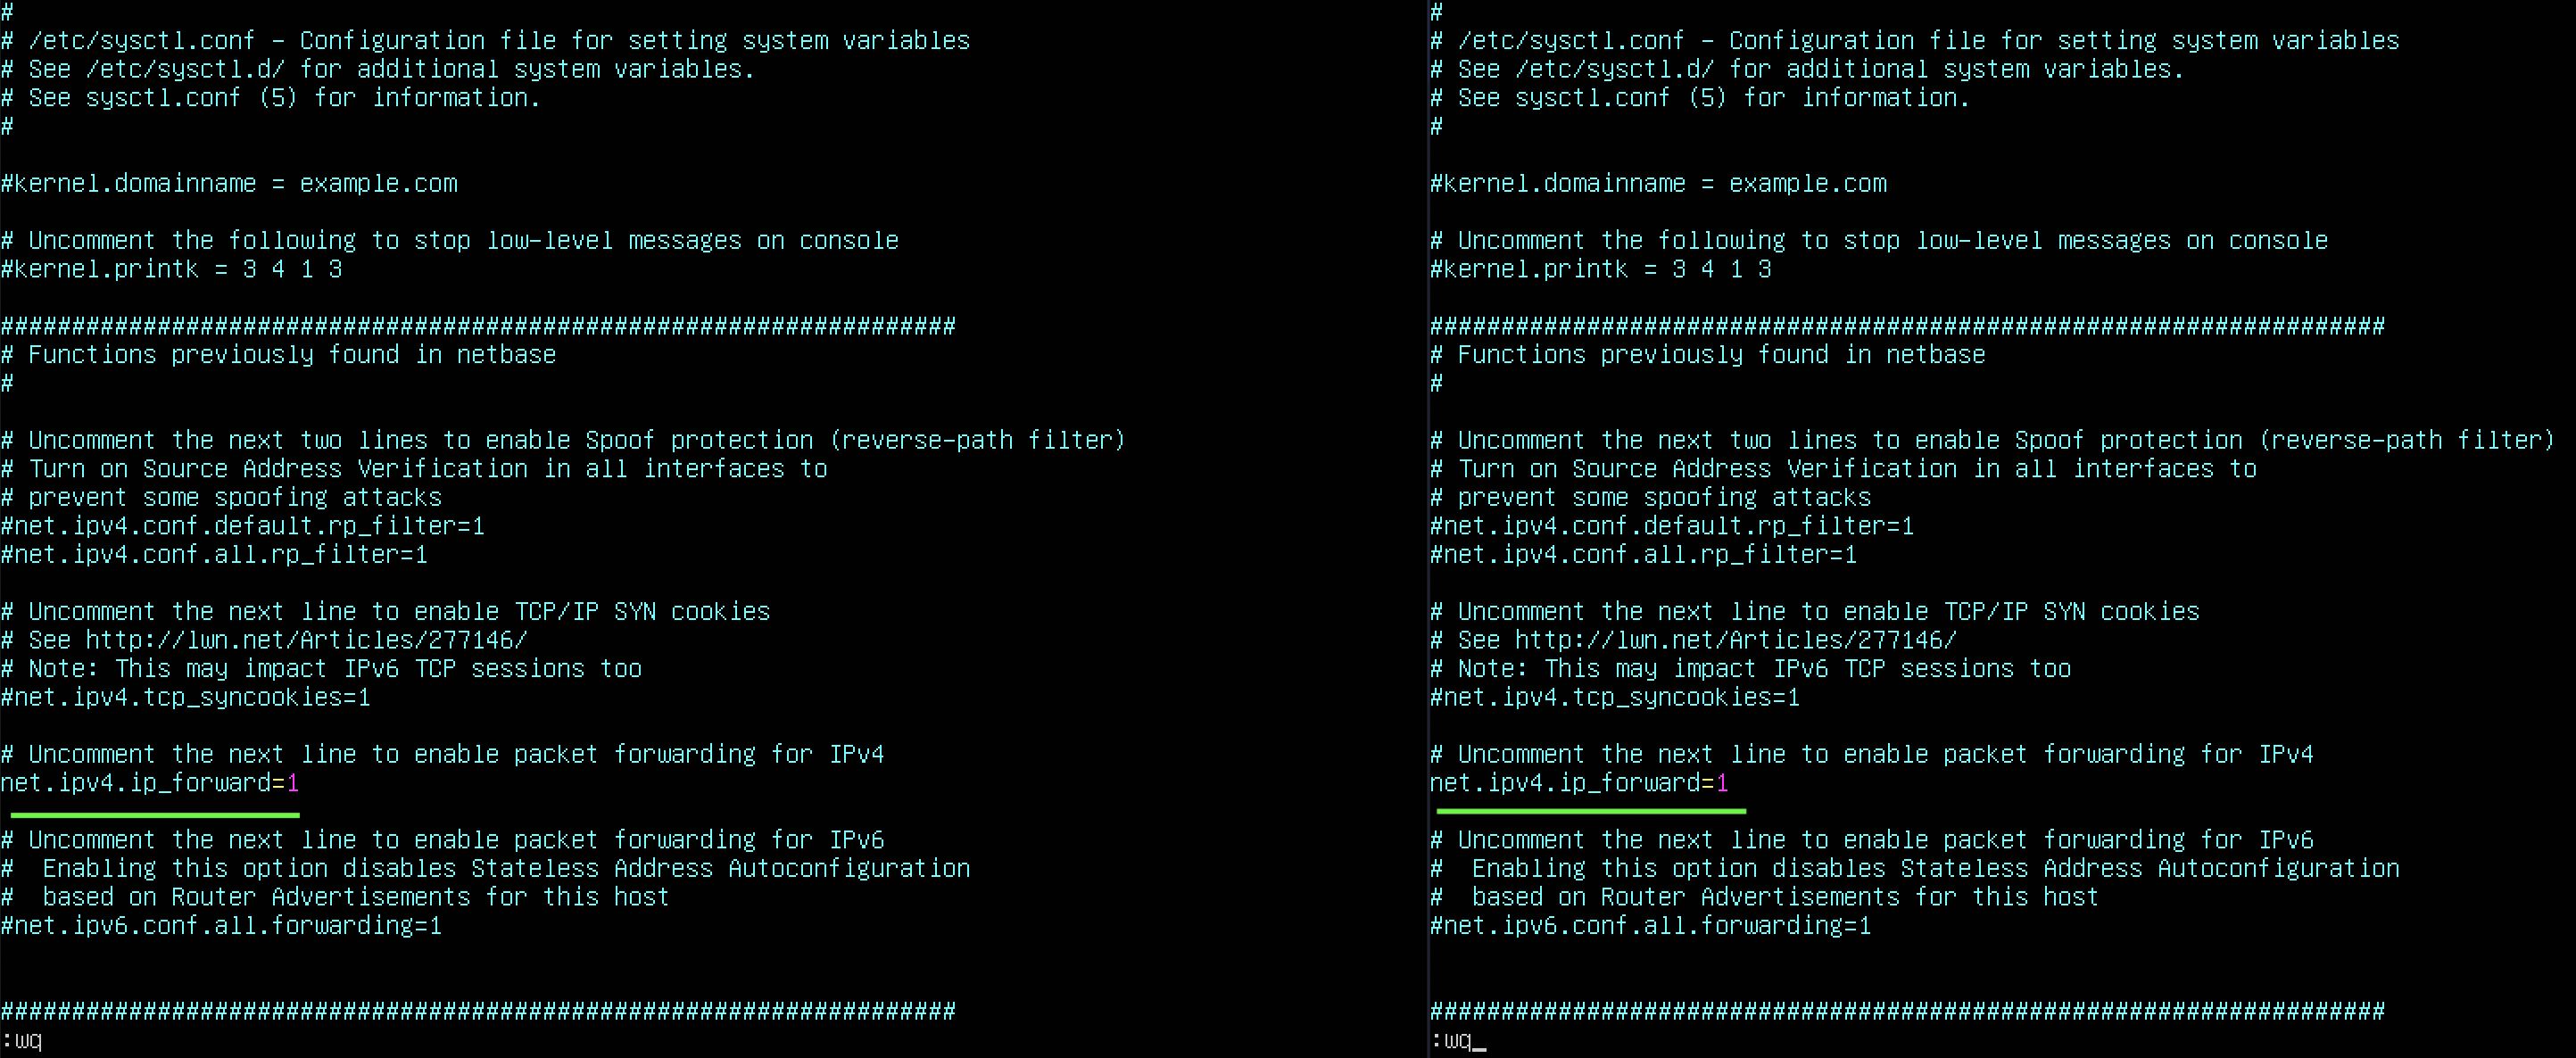 #
# /etc/sysctl.conf - Configuration file for setting system variables
# See /etc/sysctl.d/ for additional system variables.
# See sysctl.conf (5) for information.
#
#kernel.domainname = example.com
# Uncomment the following to stop low-level messages on console
#kernel.printk = 3 4 1 3
###################################################################
# Functions previously found in netbase
#
# Uncomment the next two lines to enable Spoof protection (reverse-path filter)
# Turn on Source Address Verification in all interfaces to
# prevent some spoofing attacks
#net.ipv4.conf.default.rp_filter=1
#net.ipv4.conf.all.rp_filter=1
# Uncomment the next line to enable TCP/IP SYN cookies
# See http://lwn.net/Articles/277146/
# Note: This may impact IPv6 TCP sessions too
#net.ipv4.tcp_syncookies=1
# Uncomment the next line to enable packet forwarding for IPv4
net.ipv4.ip_forward=1
# Uncomment the next line to enable packet forwarding for IPv6
#  Enabling this option disables Stateless Address Autoconfiguration
#  based on Router Advertisements for this host
#net.ipv6.conf.all.forwarding=1
###################################################################
:wq
#
# /etc/sysctl.conf - Configuration file for setting system variables
# See /etc/sysctl.d/ for additional system variables.
# See sysctl.conf (5) for information.
#
#kernel.domainname = example.com
# Uncomment the following to stop low-level messages on console
#kernel.printk = 3 4 1 3
###################################################################
# Functions previously found in netbase
#
# Uncomment the next two lines to enable Spoof protection (reverse-path filter)
# Turn on Source Address Verification in all interfaces to
# prevent some spoofing attacks
#net.ipv4.conf.default.rp_filter=1
#net.ipv4.conf.all.rp_filter=1
# Uncomment the next line to enable TCP/IP SYN cookies
# See http://lwn.net/Articles/277146/
# Note: This may impact IPv6 TCP sessions too
#net.ipv4.tcp_syncookies=1
# Uncomment the next line to enable packet forwarding for IPv4
net.ipv4.ip_forward=1
# Uncomment the next line to enable packet forwarding for IPv6
#  Enabling this option disables Stateless Address Autoconfiguration
#  based on Router Advertisements for this host
#net.ipv6.conf.all.forwarding=1
###################################################################
:wq_